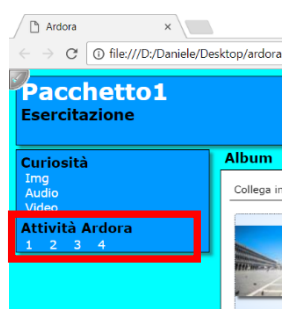 Ardora
file:///D:/Daniele/Desktop/ardora
Pacchetto1
Esercitazione
Curiosità
Img
Audio
Video
Attività Ardora
1 2 3 4
Album
Collega in